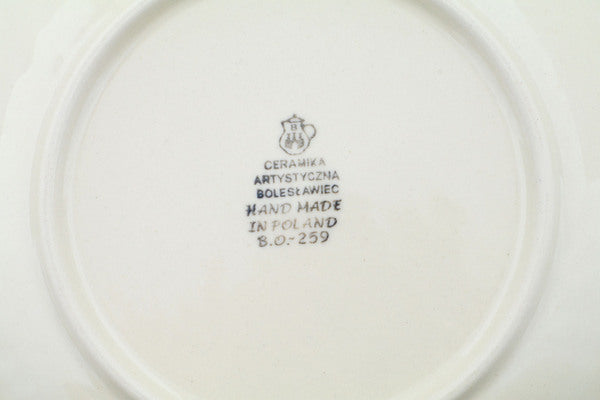 B
CERAMIKA
ARTYSTYCZNA
BOLESŁAWIEC
HAND MADE
IN POLAND
B.O.-259